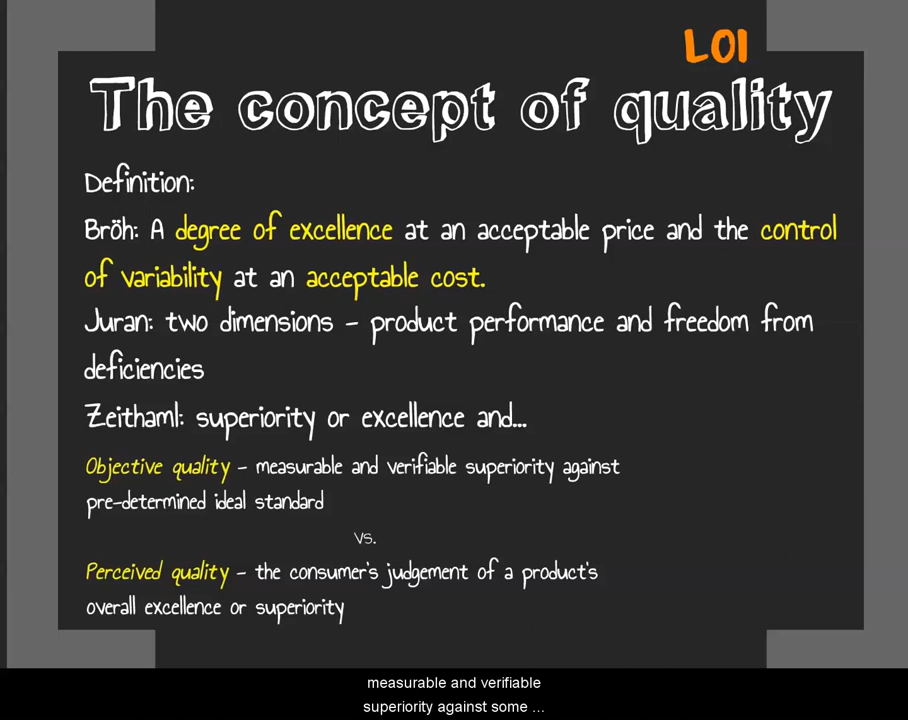 LO1
The concept of quality
Definition:
Bröh: A degree of excellence at an acceptable price and the control
of variability at an acceptable cost.
Juran: two dimensions – product performance and freedom from
deficiencies
Zeithaml: superiority or excellence and...
Objective quality – measurable and verifiable superiority against
pre-determined ideal standard
vs.
Perceived quality – the consumer's judgement of a product's
overall excellence or superiority
measurable and verifiable
superiority against some ...